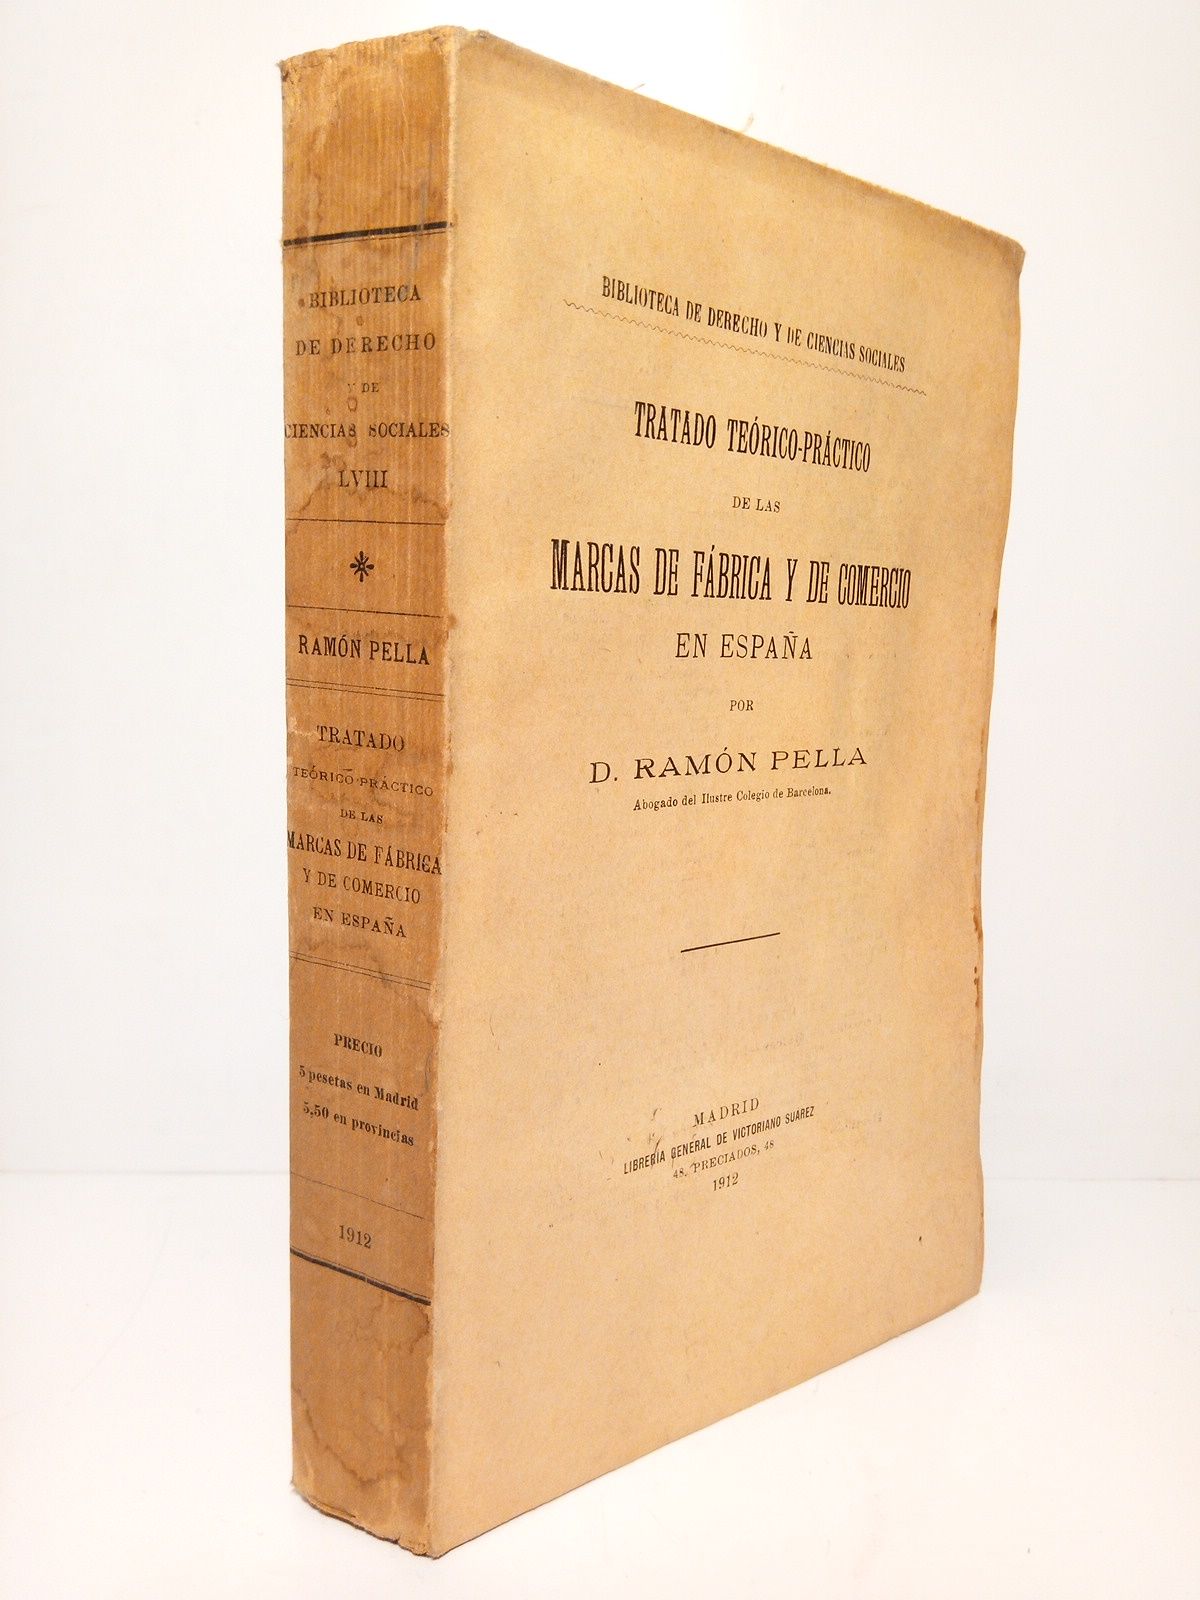 BIBLIOTECA
DE DERECHO
Y DE
CIENCIAS SOCIALES
LVIII
RAMÓN PELLA
TRATADO
TEÓRICO-PRÁCTICO
DE LAS
MARCAS DE FÁBRICA
Y DE COMERCIO
EN ESPAÑA
PRECIO
5 pesetas en Madrid
5,50 en provincias
1912
BIBLIOTECA DE DERECHO Y DE CIENCIAS SOCIALES
TRATADO TEÓRICO-PRÁCTICO
DE LAS
MARCAS DE FÁBRICA Y DE COMERCIO
EN ESPAÑA
POR
D. RAMÓN PELLA
Abogado del Ilustre Colegio de Barcelona.
MADRID
LIBRERÍA GENERAL DE VICTORIANO SUÁREZ
48, PRECIADOS, 48
1912